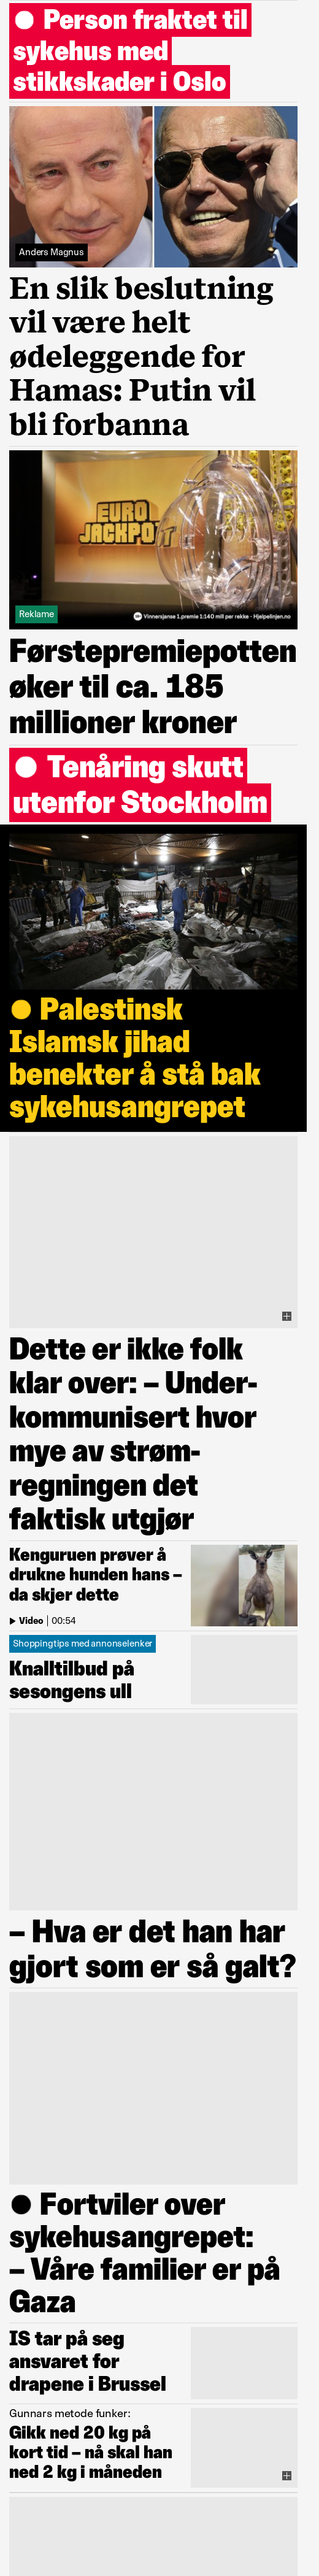 Person fraktet til
sykehus med
stikkskader i Oslo
Anders Magnus
En slik beslutning
vil være helt
ødeleggende for
Hamas: Putin vil
bli forbanna
EURO
JACKPOT
Reklame
Vinnersjanse 1.premie 1:140 mill per rekke - Hjelpelinjen.no
Førstepremiepotten
øker til ca. 185
millioner kroner
Tenåring skutt
utenfor Stockholm
Palestinsk
Islamsk jihad
benekter å stå bak
sykehusangrepet
Dette er ikke folk
klar over: – Under-
kommunisert hvor
mye av strøm-
regningen det
faktisk utgjør
Kenguruen prøver å
drukne hunden hans –
da skjer dette
Video | 00:54
Shoppingtips med annonselenker
Knalltilbud på
sesongens ull
– Hva er det han har
gjort som er så galt?
Fortviler over
sykehusangrepet:
– Våre familier er på
Gaza
IS tar på seg
ansvaret for
drapene i Brussel
Gunnars metode funker:
Gikk ned 20 kg på
kort tid – nå skal han
ned 2 kg i måneden